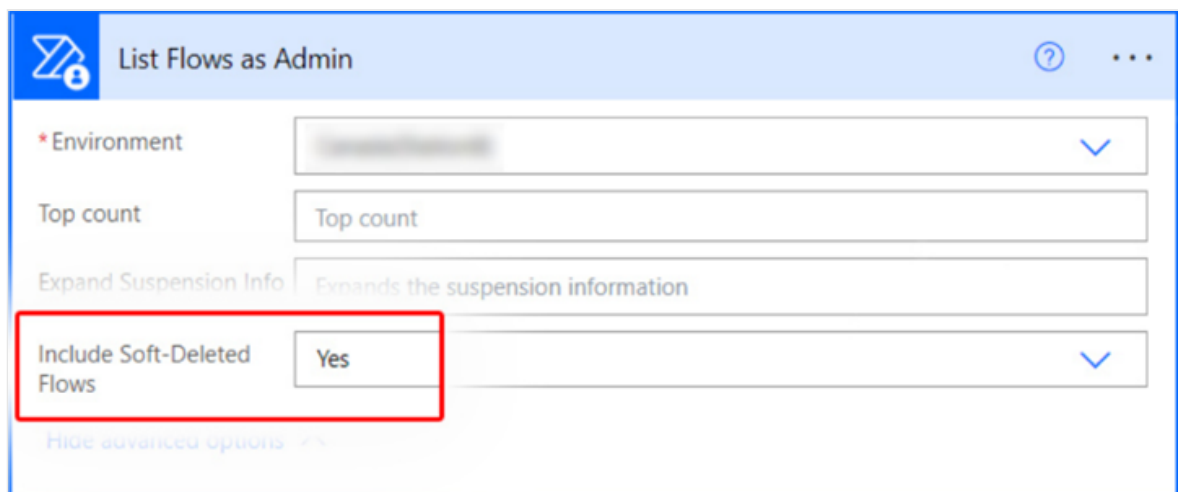 List Flows as Admin
?
* Environment
Top count
Top count
Expand Suspension Info
Expands the suspension information
Include Soft-Deleted
Flows
Yes
Hide advanced options